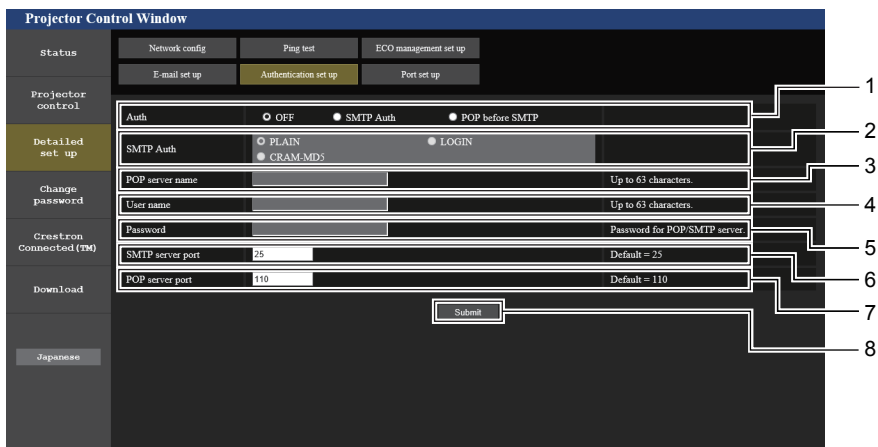 Projector Control Window
Status
Network config
Ping test
ECO management set up
E-mail set up
Authentication set up
Port set up
Projector
control
Detailed
set up
Change
password
Crestron
Connected(TM)
Download
Japanese
Auth OFF SMTP Auth POP before SMTP
SMTP Auth PLAIN LOGIN
CRAM-MD5
POP server name Up to 63 characters.
User name Up to 63 characters.
Password Password for POP/SMTP server.
SMTP server port 25 Default = 25
POP server port 110 Default = 110
Submit
1
2
3
4
5
6
7
8